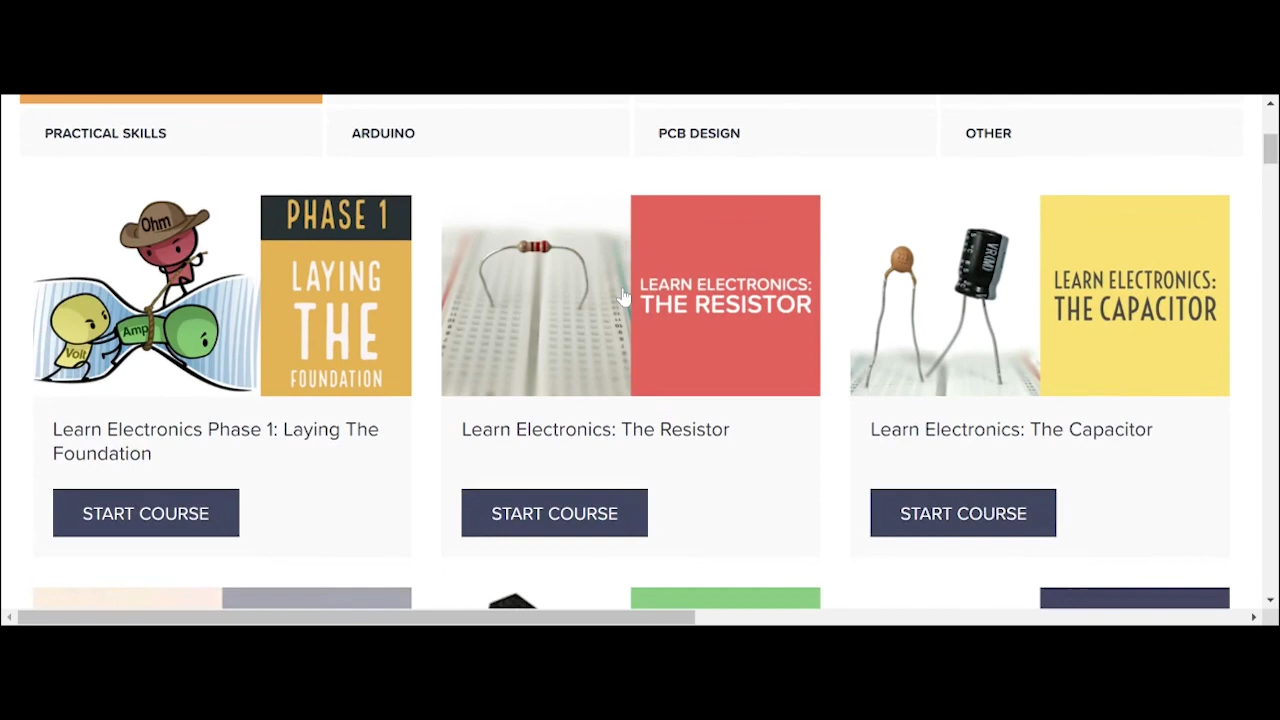 PRACTICAL SKILLS
ARDUINO
PCB DESIGN
OTHER
Ohm
Amp
Volt
PHASE 1
LAYING
THE
FOUNDATION
LEARN ELECTRONICS:
THE RESISTOR
VR(M)
LEARN ELECTRONICS:
THE CAPACITOR
Learn Electronics Phase 1: Laying The
Foundation
Learn Electronics: The Resistor
Learn Electronics: The Capacitor
START COURSE
START COURSE
START COURSE